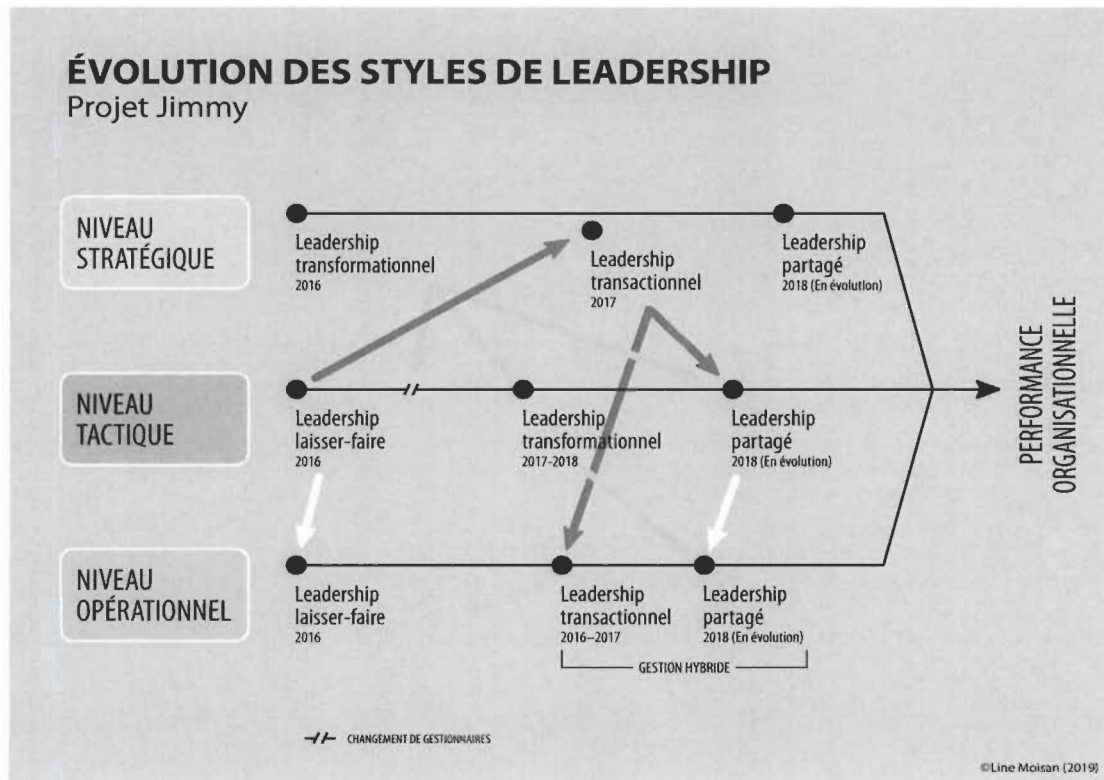 ÉVOLUTION DES STYLES DE LEADERSHIP
Projet Jimmy
NIVEAU
STRATÉGIQUE
Leadership
transformationnel
2016
Leadership
transactionnel
2017
Leadership
partagé
2018 (En évolution)
NIVEAU
TACTIQUE
Leadership
laisser-faire
2016
Leadership
transformationnel
2017-2018
Leadership
partagé
2018 (En évolution)
NIVEAU
OPÉRATIONNEL
Leadership
laisser-faire
2016
Leadership
transactionnel
2016–2017
Leadership
partagé
2018 (En évolution)
GESTION HYBRIDE
PERFORMANCE
ORGANISATIONNELLE
CHANGEMENT DE GESTIONNAIRES
©Line Moisan (2019)